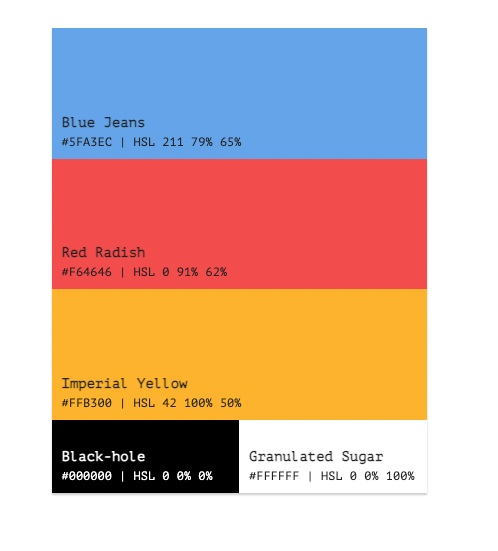 Blue Jeans
#5FA3EC | HSL 211 79% 65%
Red Radish
#F64646 | HSL 0 91% 62%
Imperial Yellow
#FFB300 | HSL 42 100% 50%
Black-hole
#000000 | HSL 0 0% 0%
Granulated Sugar
#FFFFFF | HSL 0 0% 100%